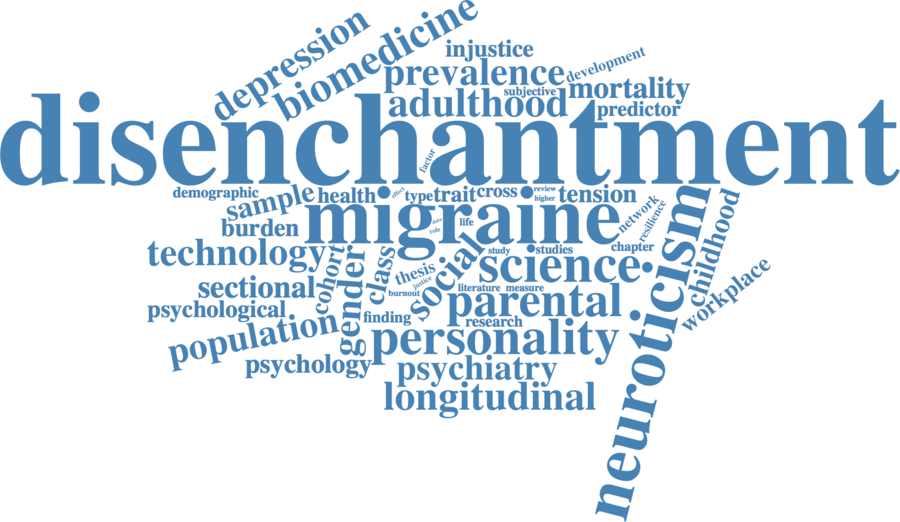 depression
biomedicine
injustice
development
prevalence
subjective
mortality
adulthood
predictor
disenchantment
factor
demographic
sample
health
effect
type
trait
cross
review
higher
tension
migraine
data
role
life
network
resilience
neuroticism
childhood
burden
technology
cohort
gender
class
thesis
justice
burnout
social
study
studies
chapter
science
sectional
literature
measure
psychological
finding
parental
research
workplace
population
personality
psychology
psychiatry
longitudinal